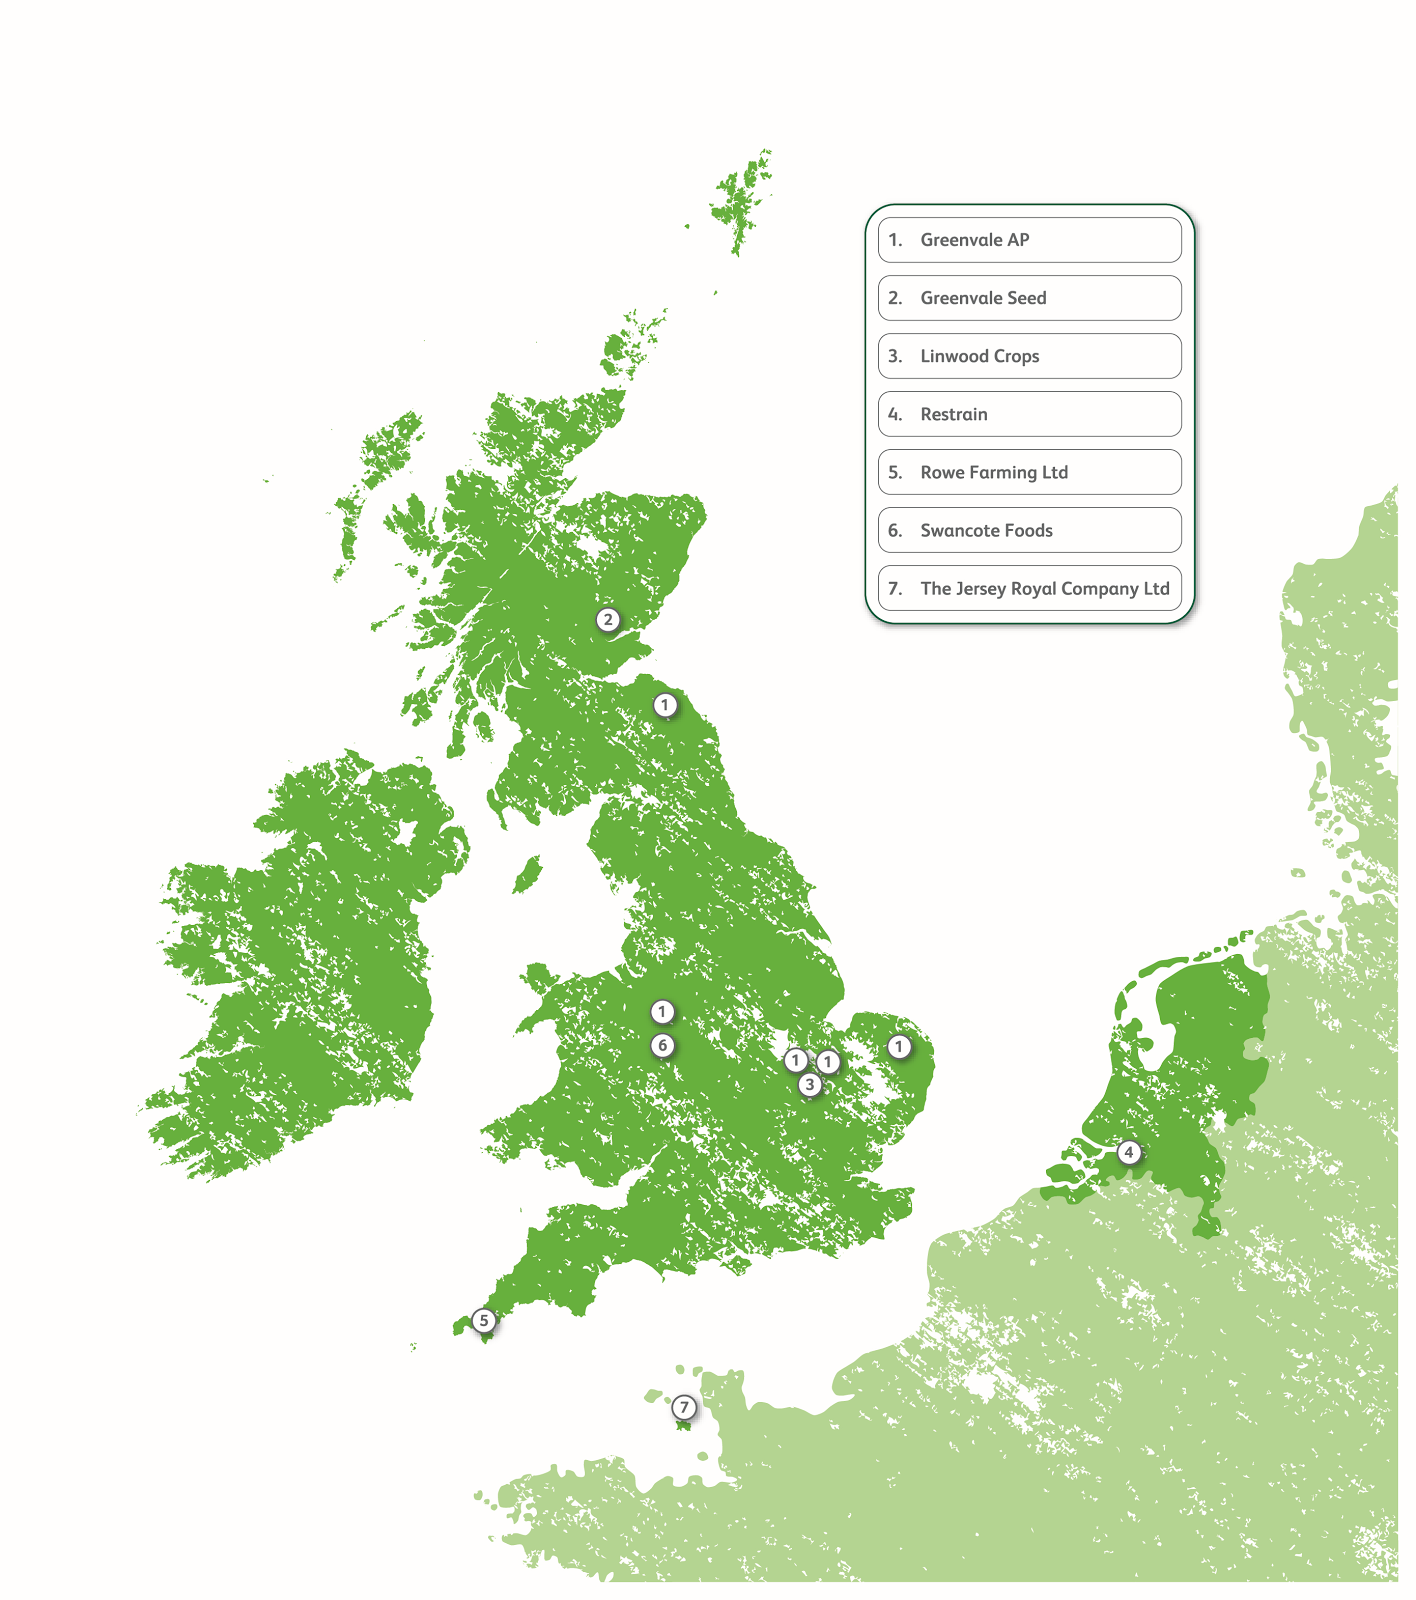 1. Greenvale AP
2. Greenvale Seed
3. Linwood Crops
4. Restrain
5. Rowe Farming Ltd
6. Swancote Foods
7. The Jersey Royal Company Ltd
2
1
1
6
1
1
1
3
4
5
7